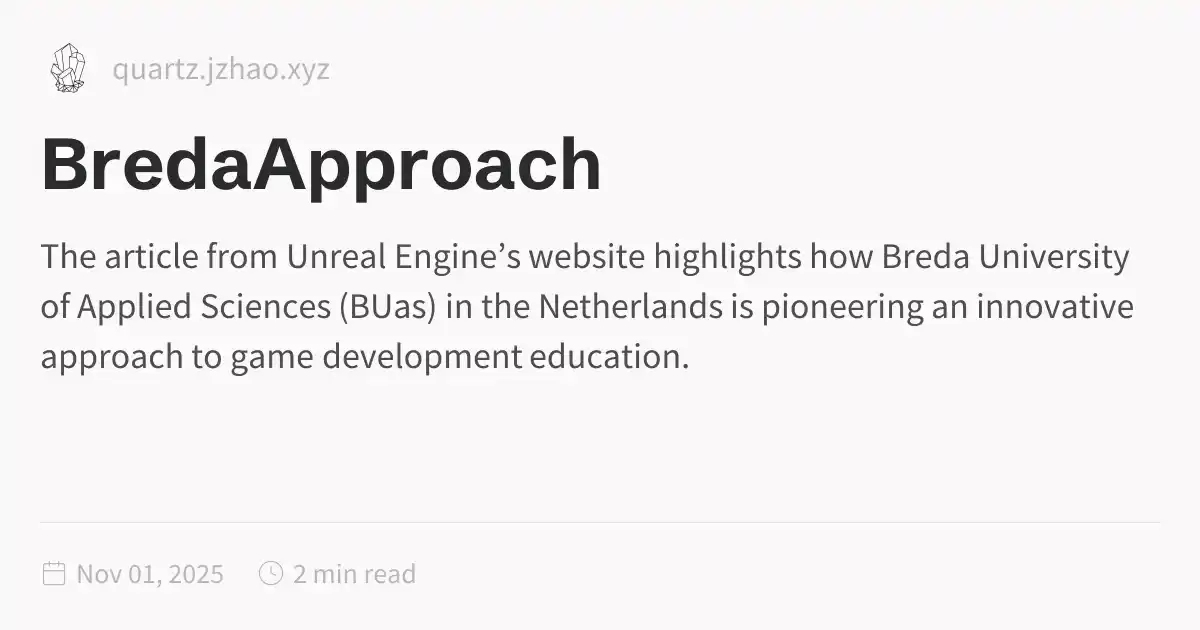 quartz.jzhao.xyz
BredaApproach
The article from Unreal Engine’s website highlights how Breda University
of Applied Sciences (BUas) in the Netherlands is pioneering an innovative
approach to game development education.
Nov 01, 2025 2 min read